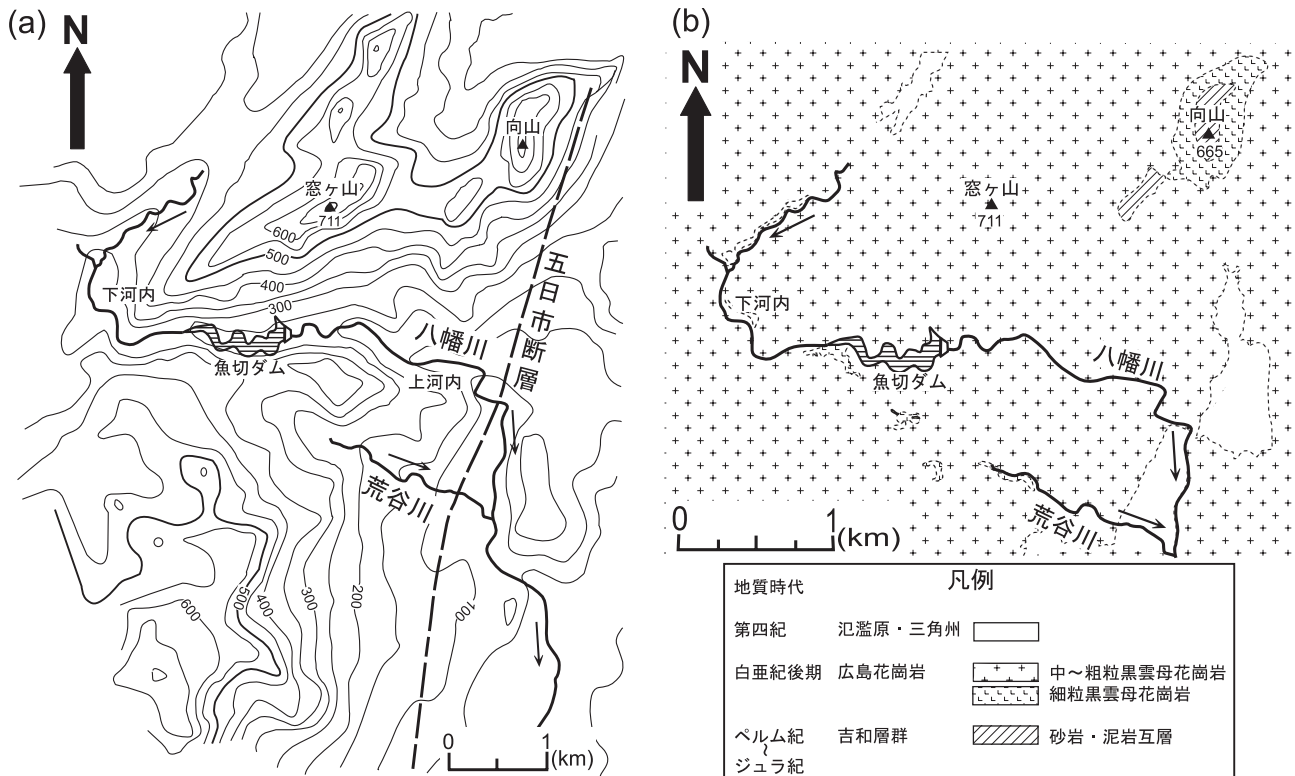 (a)
N
向山
窓ヶ山
711
600
500
400
300
下河内
魚切ダム
八幡川
上河内
五日市断層
荒谷川
600
500
400
300
200
100
0 1
(km)
(b)
N
向山
665
窓ヶ山
711
下河内
魚切ダム
八幡川
荒谷川
0 1
(km)
凡例
地質時代
第四紀 氾濫原・三角州
白亜紀後期 広島花崗岩 中~粗粒黒雲母花崗岩
細粒黒雲母花崗岩
ペルム紀 吉和層群 砂岩・泥岩互層
~
ジュラ紀